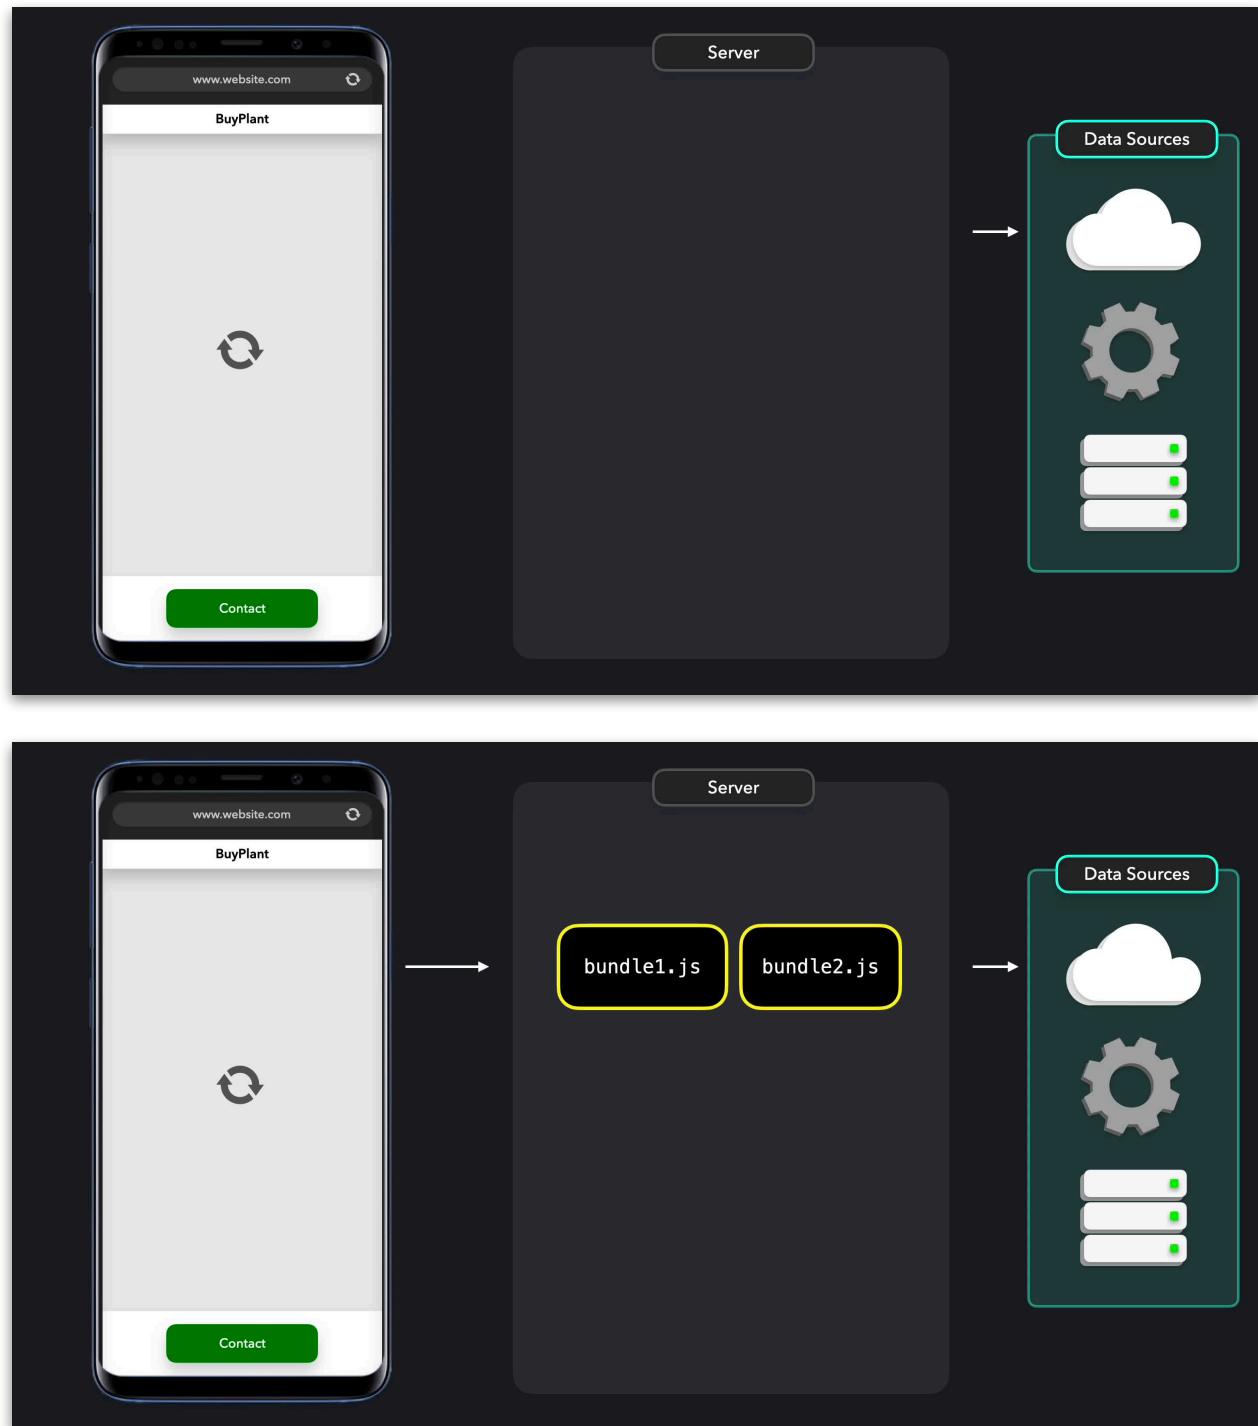 Server
www.website.com
BuyPlant
Data Sources
Contact
Server
www.website.com
BuyPlant
Data Sources
bundle1.js
bundle2.js
Contact